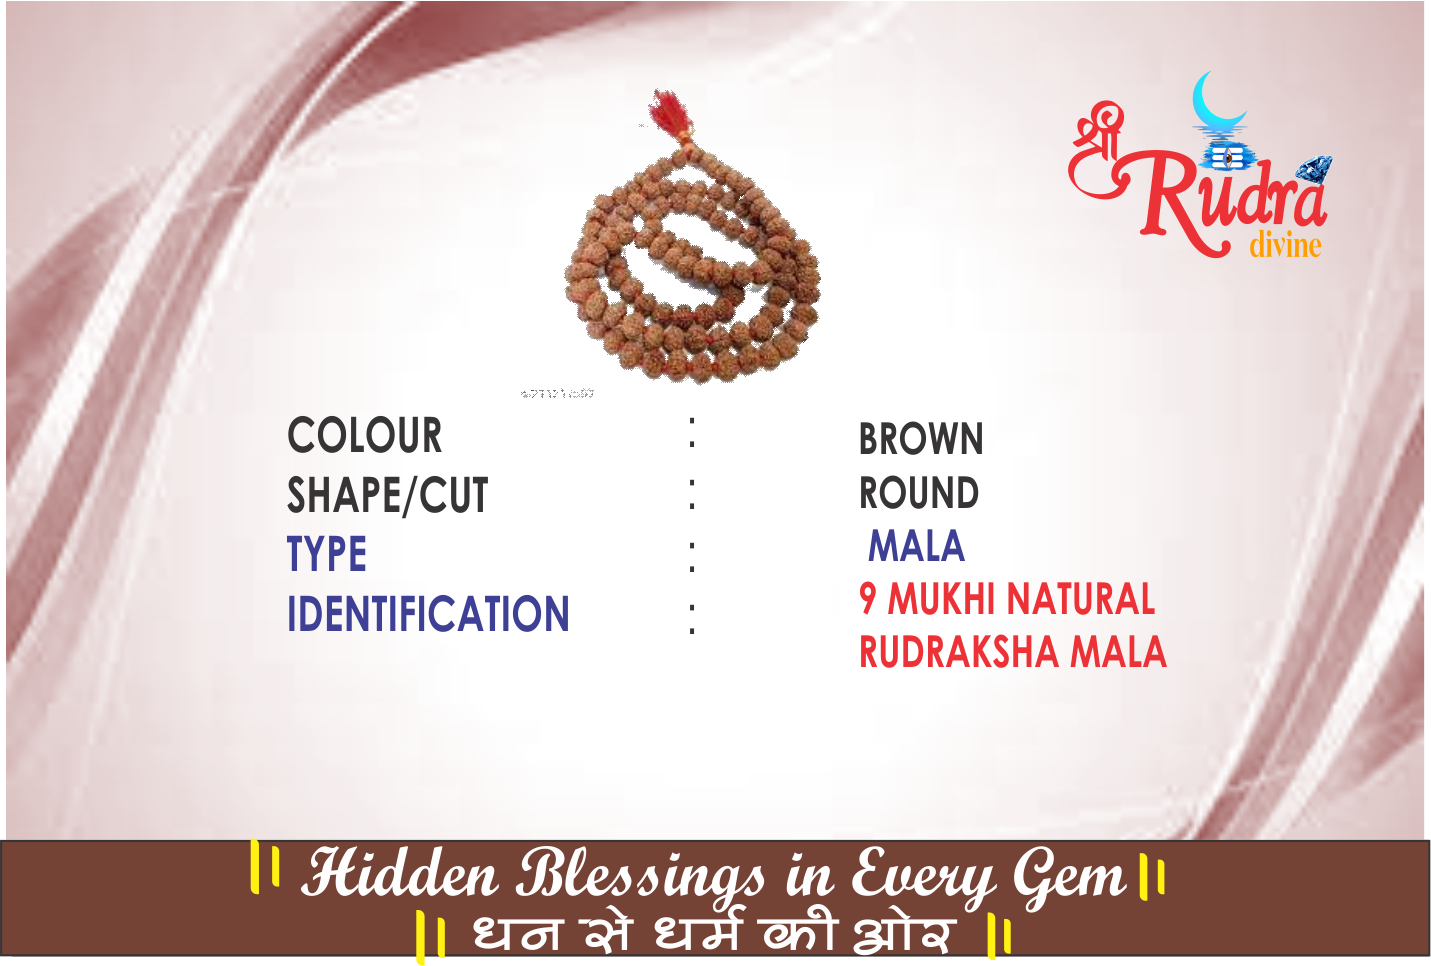 श्री Rudra
divine
COLOUR : BROWN
SHAPE/CUT : ROUND
TYPE : MALA
IDENTIFICATION : 9 MUKHI NATURAL
RUDRAKSHA MALA
|| Hidden Blessings in Every Gem ||
|| धन से धर्म की ओर ||